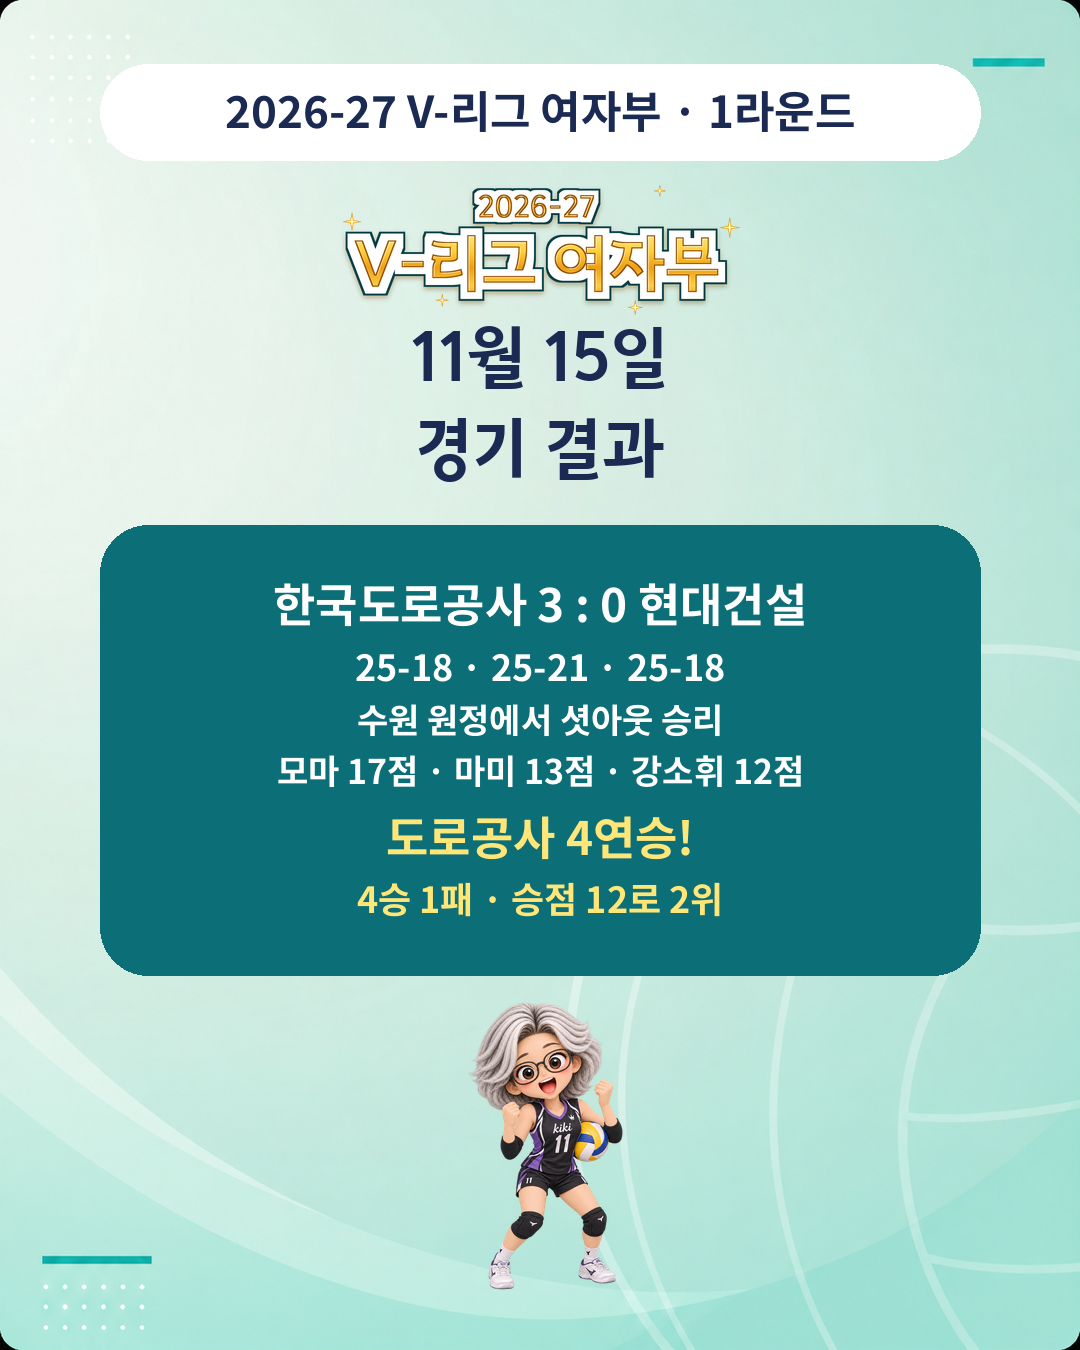 2026-27 V-리그 여자부 · 1라운드
2026-27
V-리그 여자부
11월 15일
경기 결과
한국도로공사 3 : 0 현대건설
25-18 · 25-21 · 25-18
수원 원정에서 셧아웃 승리
모마 17점 · 마미 13점 · 강소휘 12점
도로공사 4연승!
4승 1패 · 승점 12로 2위
kiki
11
11